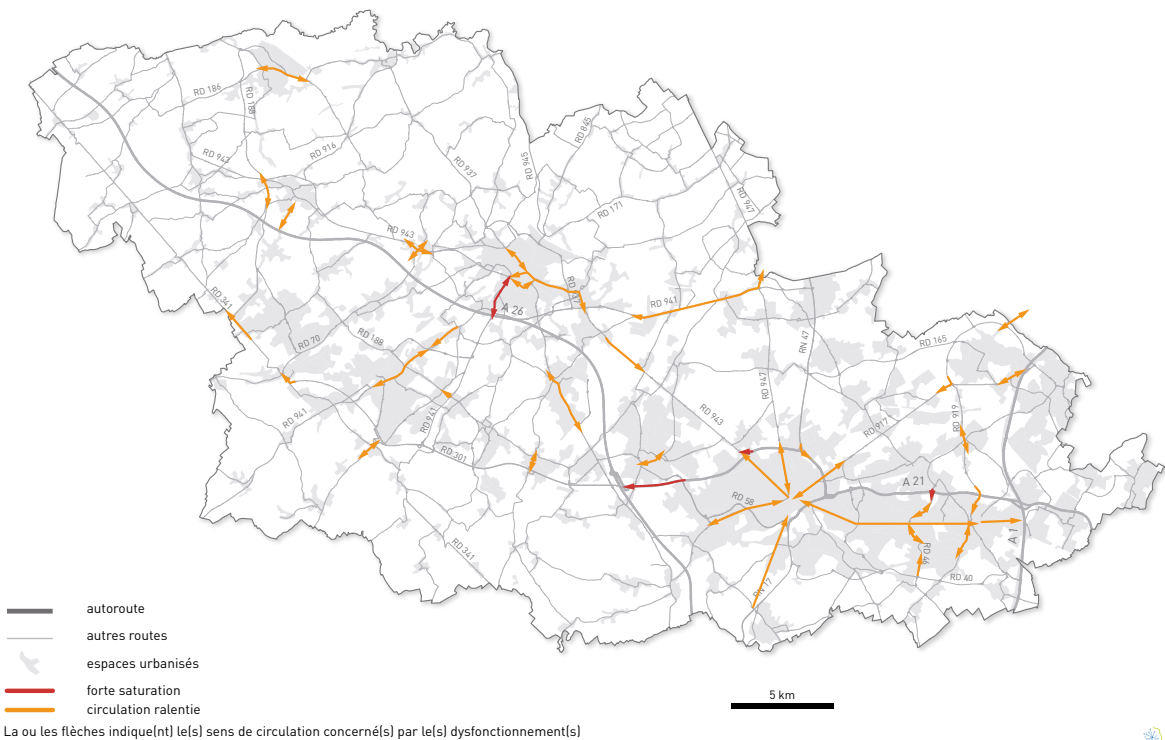 RD 186
RD 188
RD 943
RD 916
RD 937
RD 945
RD 845
RD 947
RD 171
RD 943
RD 947
RD 341
A 26
RD 941
RD 70
RD 188
RN 47
RD 165
RD 947
RD 941
RD 941
RD 943
RD 917
RD 919
RD 301
RD 58
A 21
RD 341
RD 46
A 1
RD 40
RN 17
autoroute
autres routes
espaces urbanisés
forte saturation
circulation ralentie
5 km
La ou les flèches indique(nt) le(s) sens de circulation concerné(s) par le(s) dysfonctionnement(s)